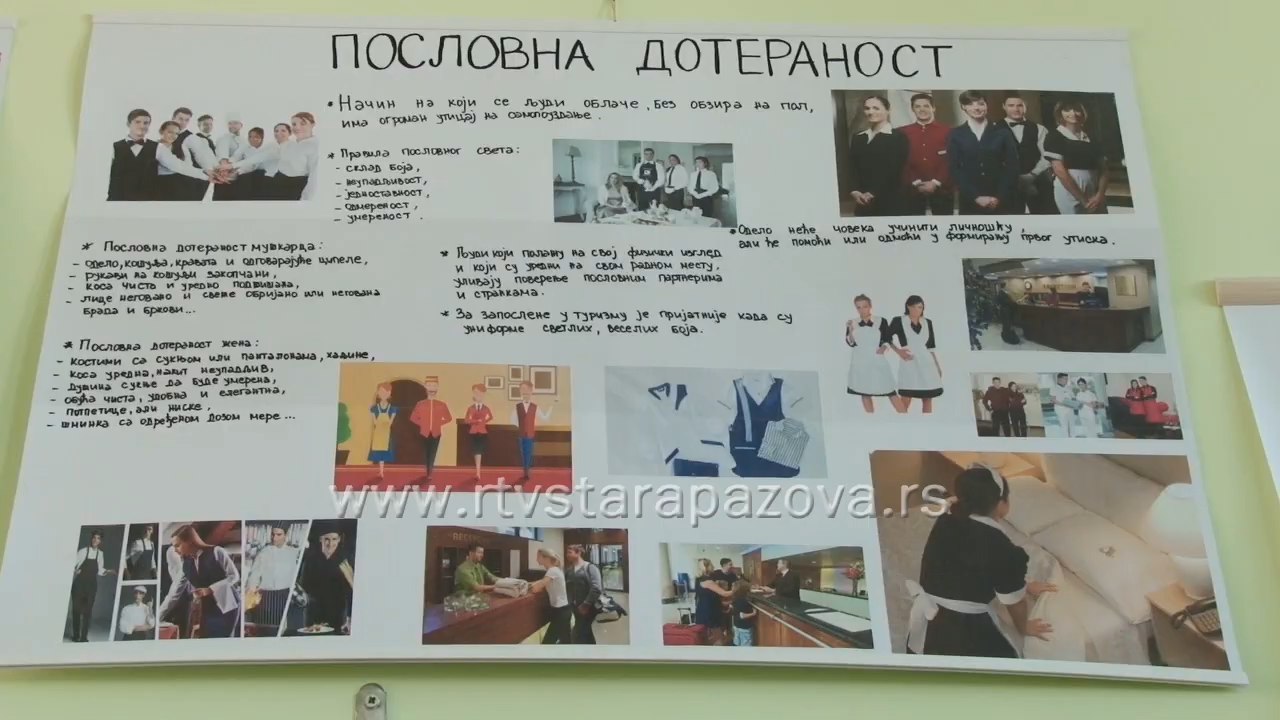 ПОСЛОВНА ДОТЕРАНОСТ
• Начин на који се људи облаче, без обзира на пол,
има огроман утицај на самопоуздање.
* Правила пословног света:
- склад боја,
- неупадљивост,
- једноставност,
- одмереност,
- умереност.
• Одело неће човека учинити личношћу,
али ће помоћи или одмоћи у формирању првог утиска.
* Пословна дотераност мушкарца:
- одело, кошуља, кравата и одговарајуће ципеле,
- рукави на кошуљи закопчани,
- коса чиста и уредно подшишана,
- лице неговано и свеже обријано или негована
брада и бркови...
* Људи који полажу на свој физички изглед
и који су уредни на свом радном месту,
уливају поверење пословним партнерима
и странкама.
* За запослене у туризму је пријатније када су
униформе светлих, веселих боја.
* Пословна дотераност жена:
- костими са сукњом или панталонама, хаљине,
- коса уредна, накит неупадљив,
- дужина сукње да буде умерена,
- обућа чиста, удобна и елегантна,
- штиклице, али ниске,
- шминка са одређеном дозом мере...
RECEPTION
www.rtvstarapazova.rs